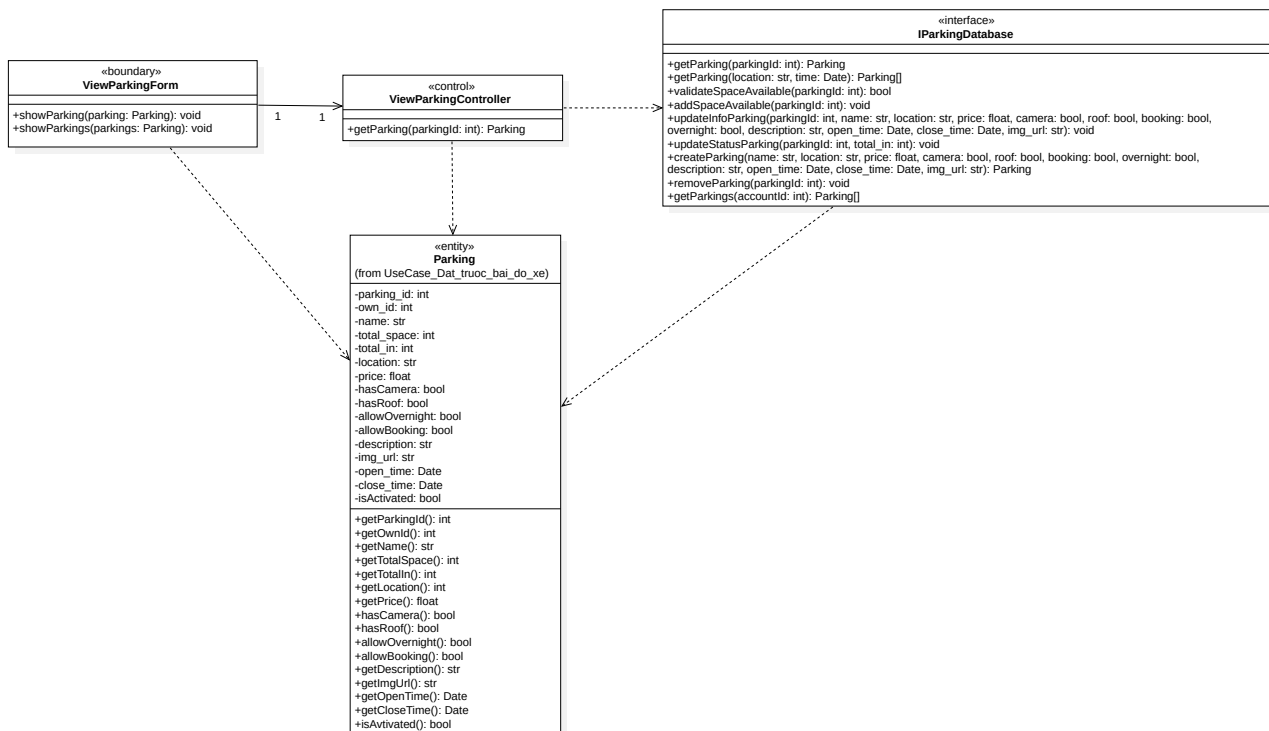 «boundary»
ViewParkingForm
+showParking(parking: Parking): void
+showParkings(parkings: Parking): void
1
1
«control»
ViewParkingController
+getParking(parkingId: int): Parking
«interface»
IParkingDatabase
+getParking(parkingId: int): Parking
+getParking(location: str, time: Date): Parking[]
+validateSpaceAvailable(parkingId: int): bool
+addSpaceAvailable(parkingId: int): void
+updateInfoParking(parkingId: int, name: str, location: str, price: float, camera: bool, roof: bool, booking: bool,
overnight: bool, description: str, open_time: Date, close_time: Date, img_url: str): void
+updateStatusParking(parkingId: int, total_in: int): void
+createParking(name: str, location: str, price: float, camera: bool, roof: bool, booking: bool, overnight: bool,
description: str, open_time: Date, close_time: Date, img_url: str): Parking
+removeParking(parkingId: int): void
+getParkings(accountId: int): Parking[]
«entity»
Parking
(from UseCase_Dat_truoc_bai_do_xe)
-parking_id: int
-own_id: int
-name: str
-total_space: int
-total_in: int
-location: str
-price: float
-hasCamera: bool
-hasRoof: bool
-allowOvernight: bool
-allowBooking: bool
-description: str
-img_url: str
-open_time: Date
-close_time: Date
-isActivated: bool
+getParkingId(): int
+getOwnId(): int
+getName(): str
+getTotalSpace(): int
+getTotalIn(): int
+getLocation(): int
+getPrice(): float
+hasCamera(): bool
+hasRoof(): bool
+allowOvernight(): bool
+allowBooking(): bool
+getDescription(): str
+getImgUrl(): str
+getOpenTime(): Date
+getCloseTime(): Date
+isAvtivated(): bool